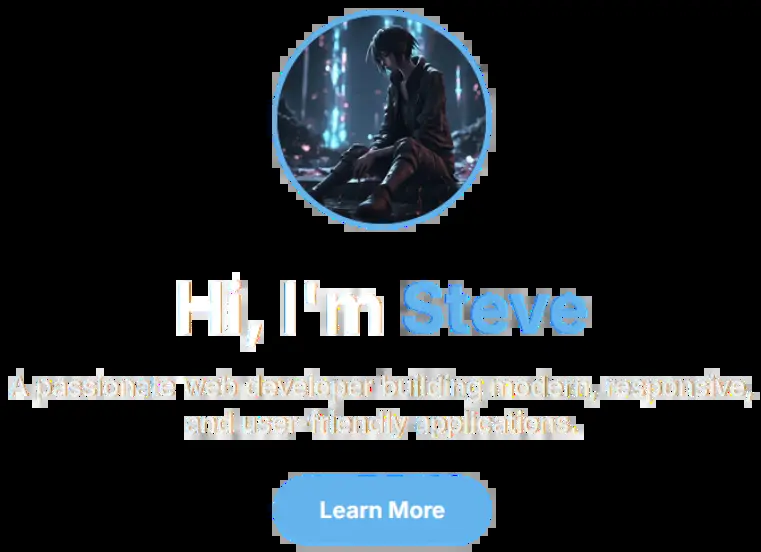 Hi, I'm Steve
A passionate web developer building modern, responsive,
and user-friendly applications.
Learn More